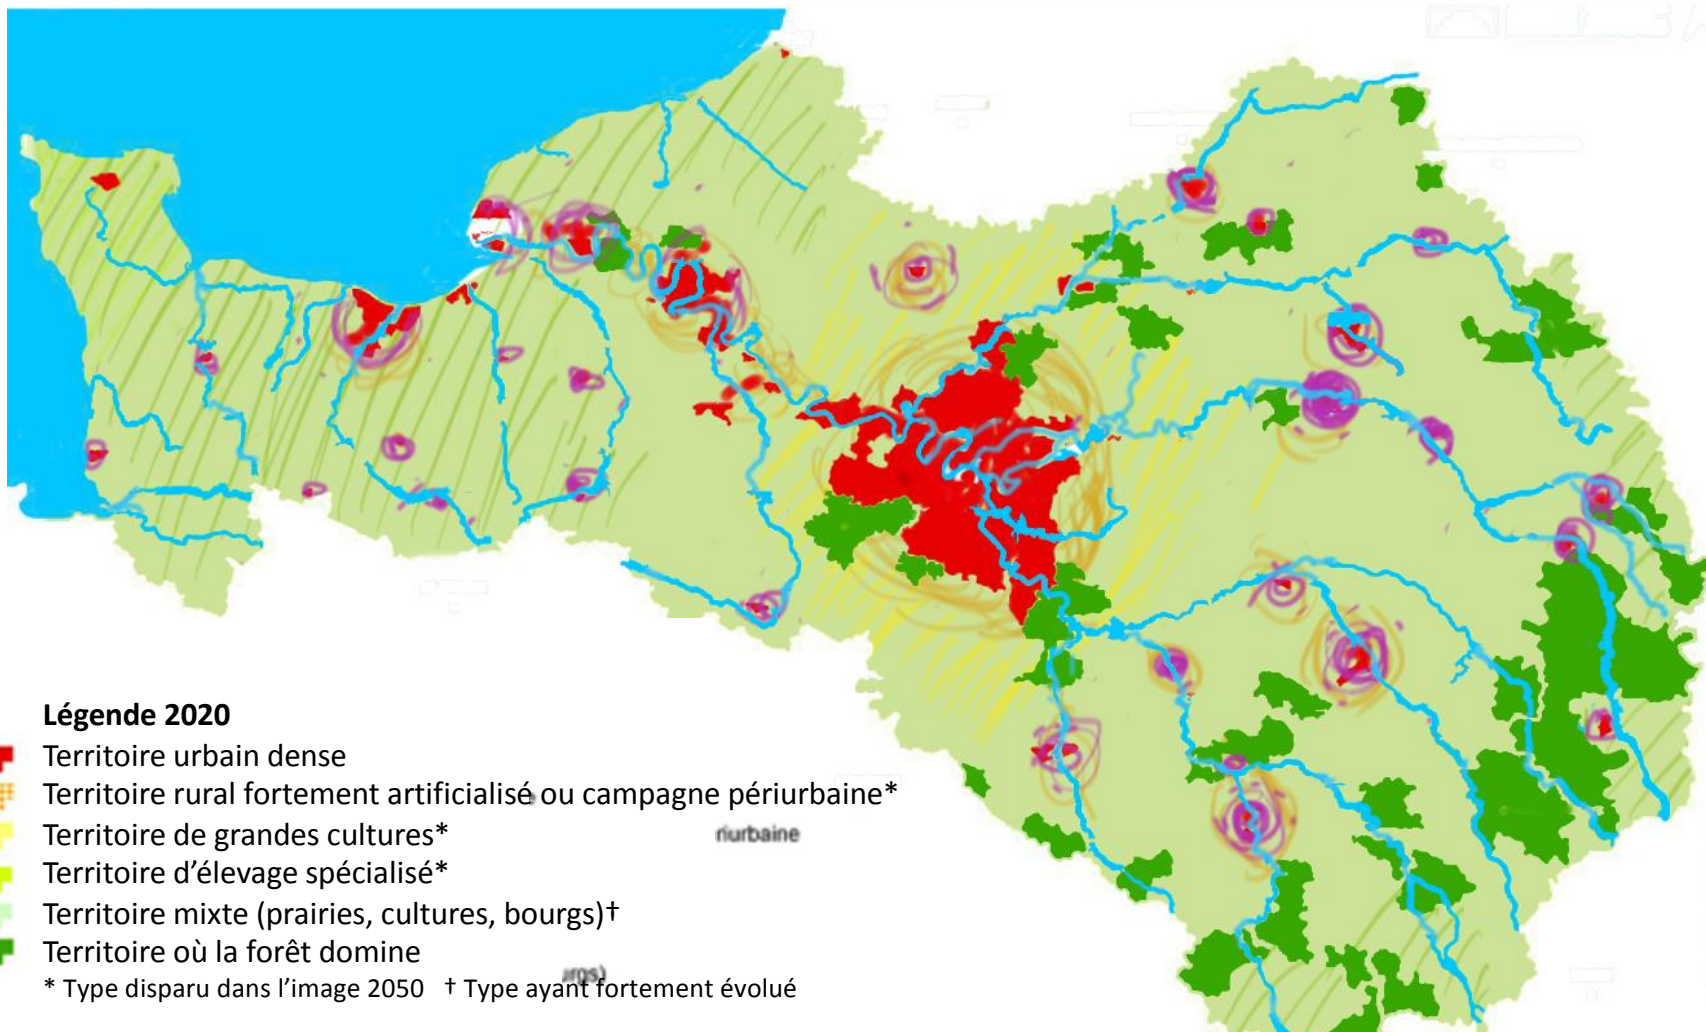 Légende 2020
Territoire urbain dense
Territoire rural fortement artificialisé ou campagne périurbaine*
Territoire de grandes cultures*
riurbaine
Territoire d’élevage spécialisé*
Territoire mixte (prairies, cultures, bourgs)†
Territoire où la forêt domine
urgs)
* Type disparu dans l’image 2050 † Type ayant fortement évolué